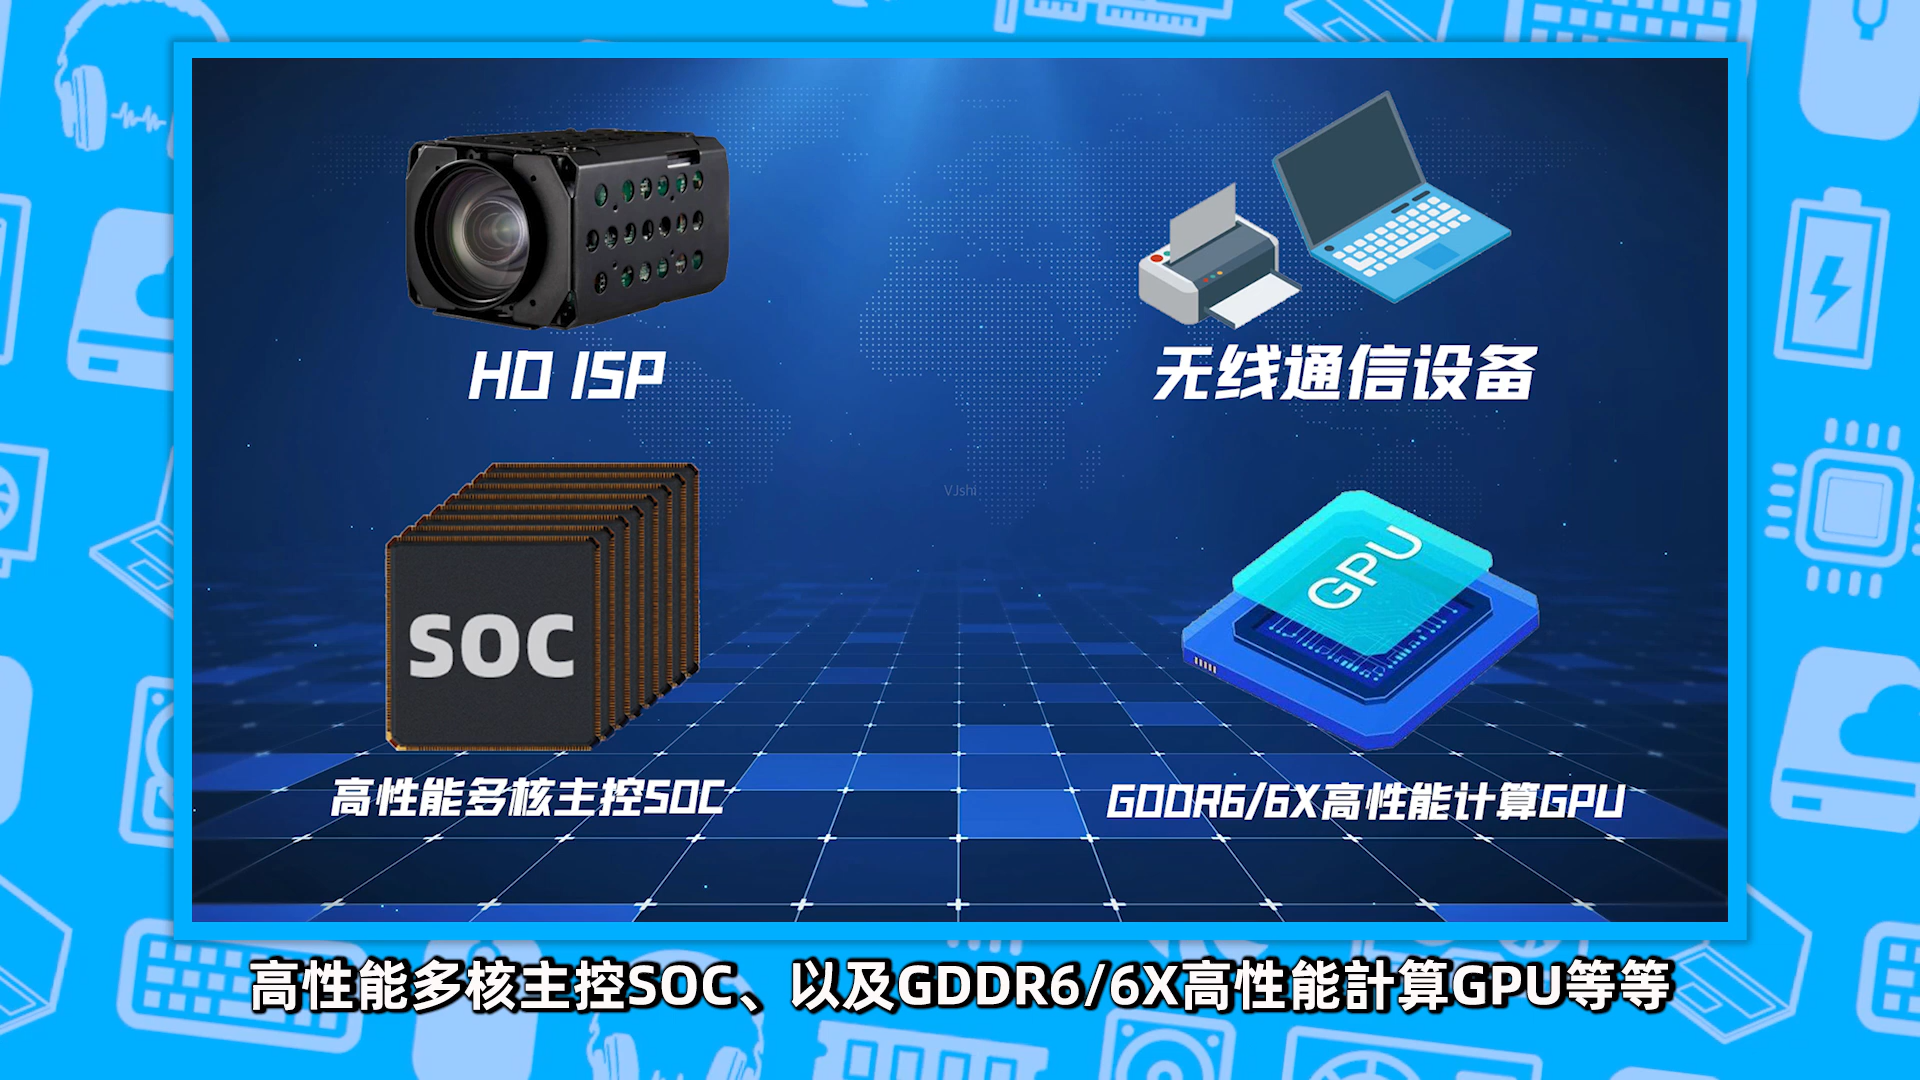 HD ISP
无线通信设备
VJshi
SOC
GPU
高性能多核主控SOC
GDDR6/6X高性能计算GPU
高性能多核主控SOC、以及GDDR6/6X高性能計算GPU等等